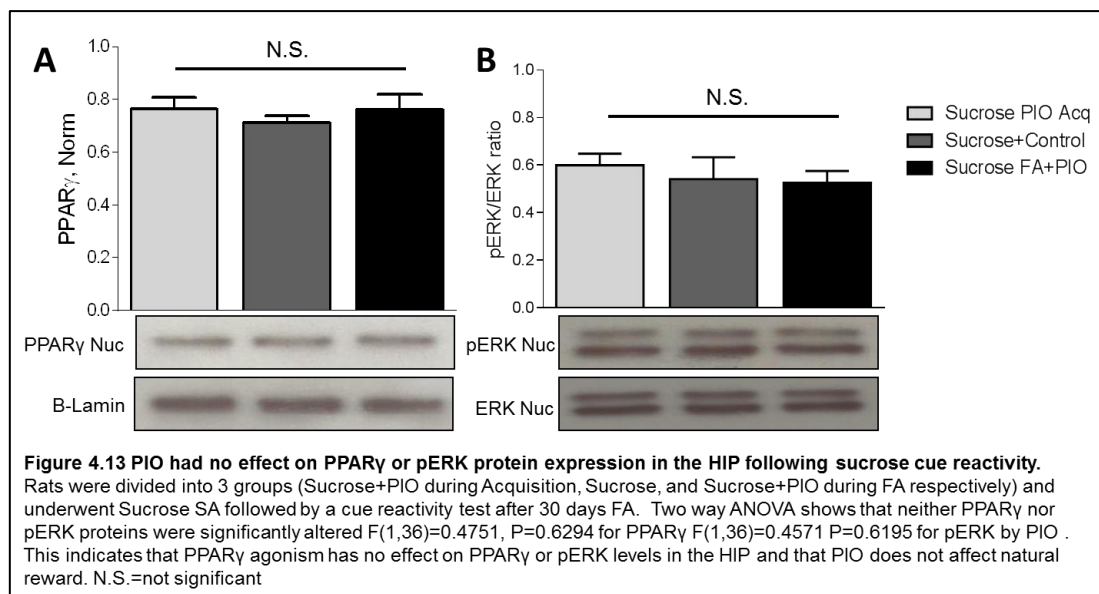 A
N.S.
1.0
0.8
0.6
0.4
0.2
0.0
PPARγ, Norm
PPARγ Nuc
B-Lamin
B
N.S.
1.0
0.8
0.6
0.4
0.2
0.0
pERK/ERK ratio
pERK Nuc
ERK Nuc
Sucrose PIO Acq
Sucrose+Control
Sucrose FA+PIO
Figure 4.13 PIO had no effect on PPARγ or pERK protein expression in the HIP following sucrose cue reactivity.
Rats were divided into 3 groups (Sucrose+PIO during Acquisition, Sucrose, and Sucrose+PIO during FA respectively) and
underwent Sucrose SA followed by a cue reactivity test after 30 days FA. Two way ANOVA shows that neither PPARγ nor
pERK proteins were significantly altered F(1,36)=0.4751, P=0.6294 for PPARγ F(1,36)=0.4571 P=0.6195 for pERK by PIO .
This indicates that PPARγ agonism has no effect on PPARγ or pERK levels in the HIP and that PIO does not affect natural
reward. N.S.=not significant